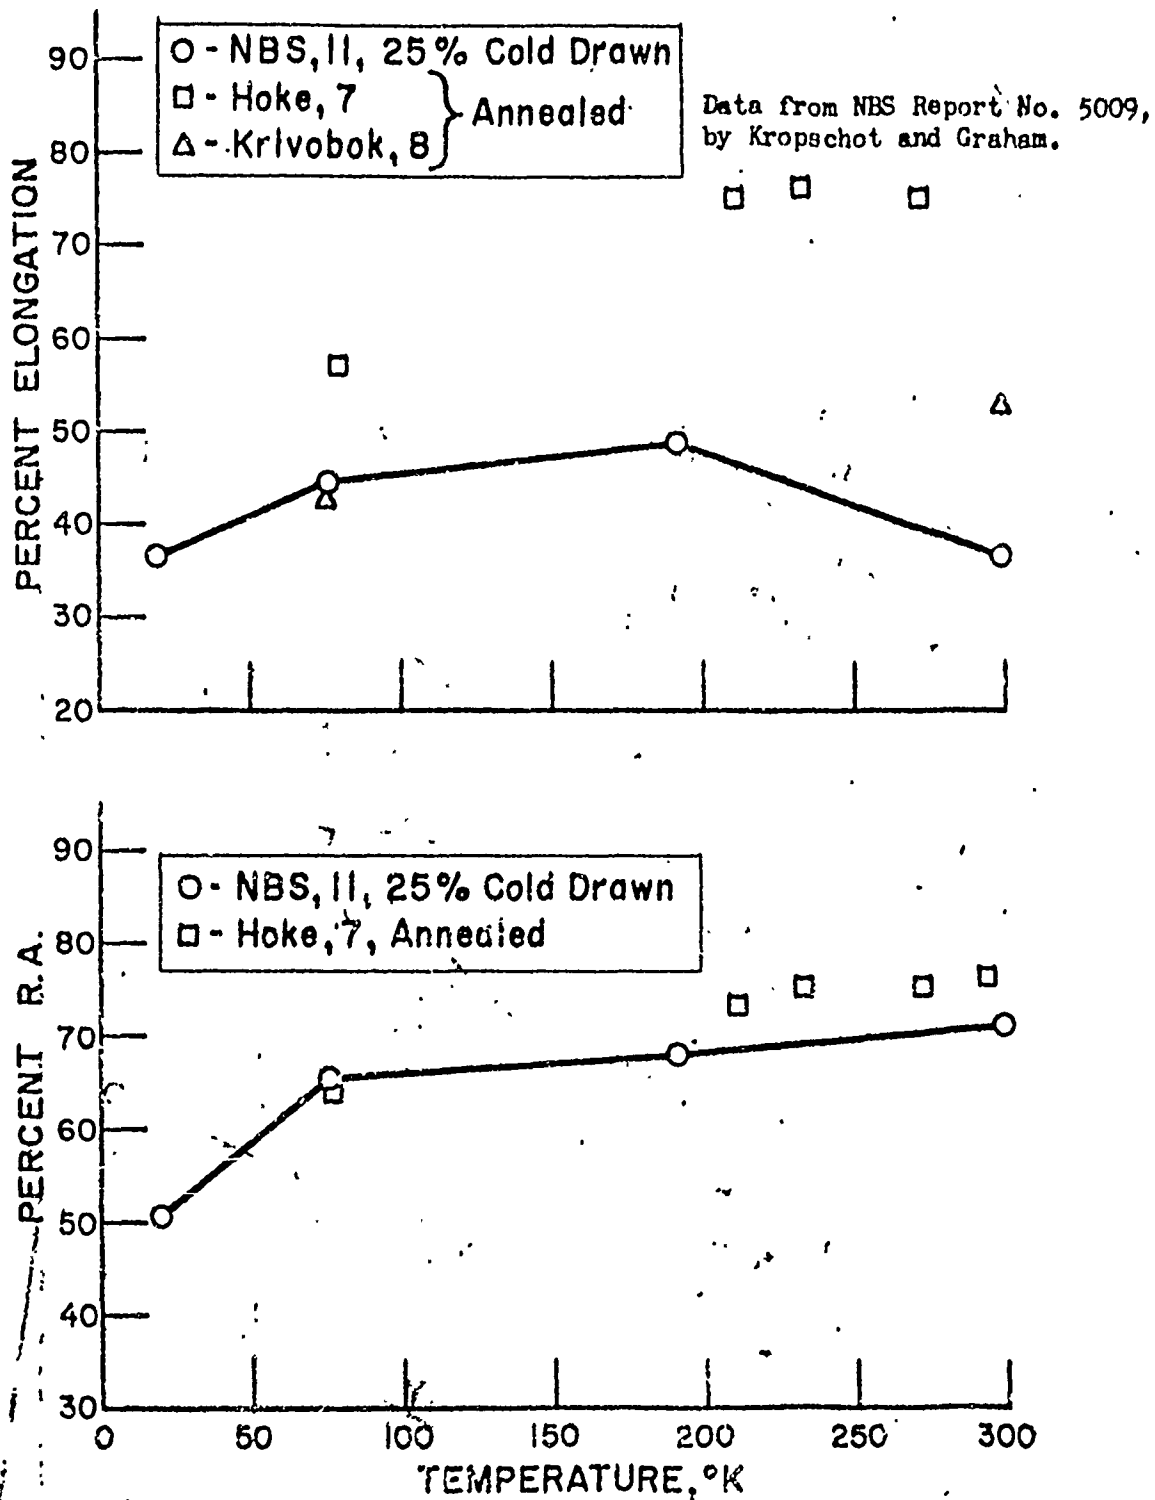 O - NBS, 11, 25% Cold Drawn
□ - Hoke, 7
△ - Krivobok, 8
} Annealed
Data from NBS Report No. 5009,
by Kropschot and Graham.
PERCENT ELONGATION
90
80
70
60
50
40
30
20
O - NBS, 11, 25% Cold Drawn
□ - Hoke, 7, Annealed
PERCENT R.A.
90
80
70
60
50
40
30
0 50 100 150 200 250 300
TEMPERATURE, °K